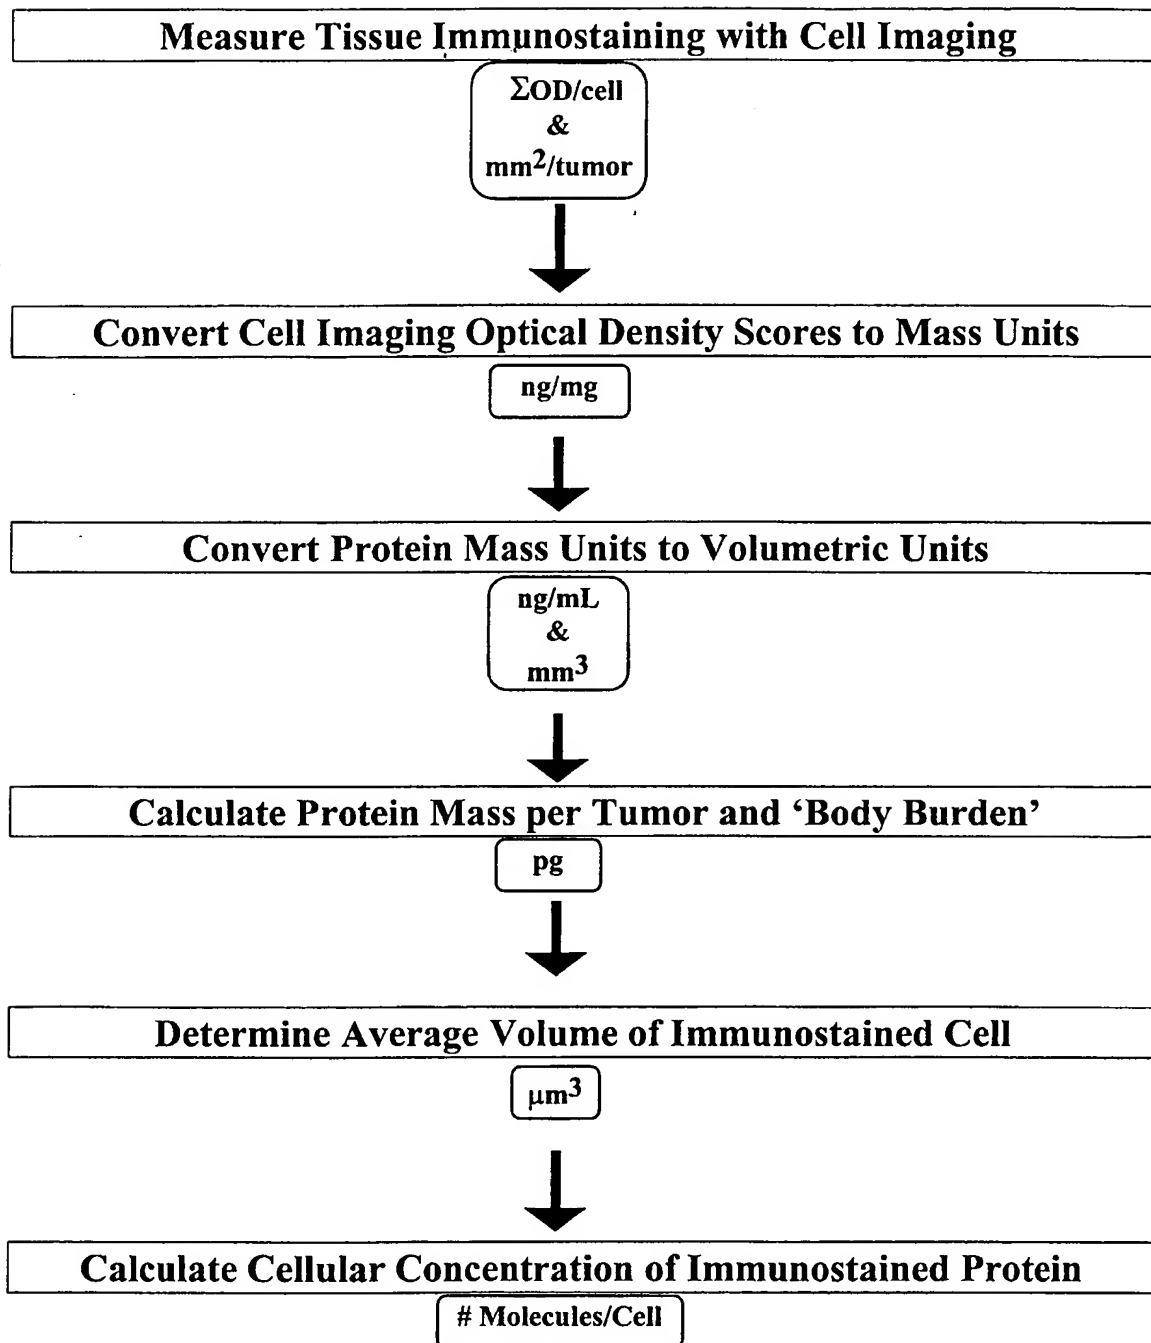 Measure Tissue Immunostaining with Cell Imaging
ΣOD/cell
&
mm²/tumor
Convert Cell Imaging Optical Density Scores to Mass Units
ng/mg
Convert Protein Mass Units to Volumetric Units
ng/mL
&
mm³
Calculate Protein Mass per Tumor and ‘Body Burden’
pg
Determine Average Volume of Immunostained Cell
µm³
Calculate Cellular Concentration of Immunostained Protein
# Molecules/Cell